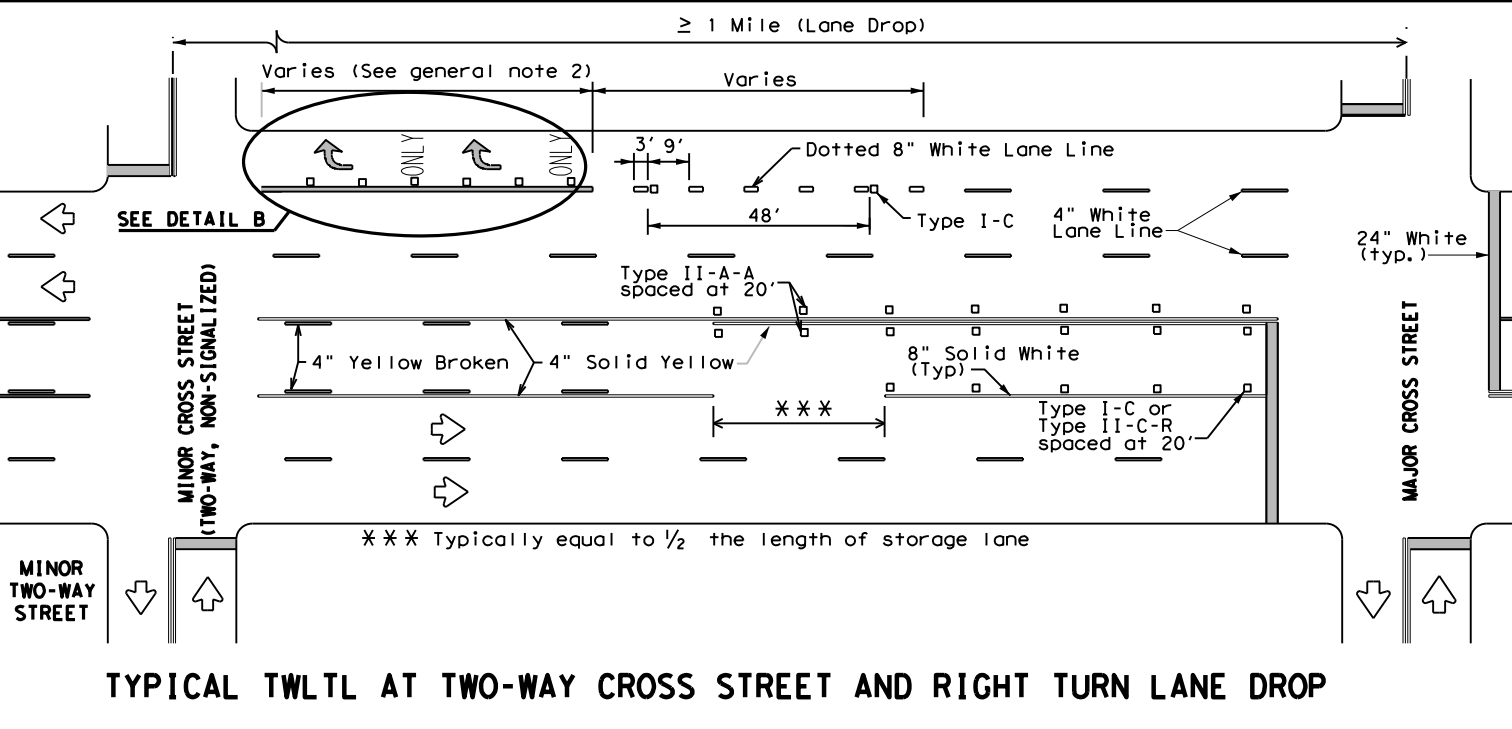 ≥ 1 Mile (Lane Drop)
Varies (See general note 2)
Varies
3' 9'
ONLY
ONLY
Dotted 8" White Lane Line
SEE DETAIL B
48'
Type I-C
4" White
Lane Line
24" White
(typ.)
Type II-A-A
spaced at 20'
MINOR CROSS STREET
(TWO-WAY, NON-SIGNALIZED)
4" Yellow Broken
4" Solid Yellow
8" Solid White
(Typ)
***
Type I-C or
Type II-C-R
spaced at 20'
MAJOR CROSS STREET
*** Typically equal to ½ the length of storage lane
MINOR
TWO-WAY
STREET
TYPICAL TWLTL AT TWO-WAY CROSS STREET AND RIGHT TURN LANE DROP